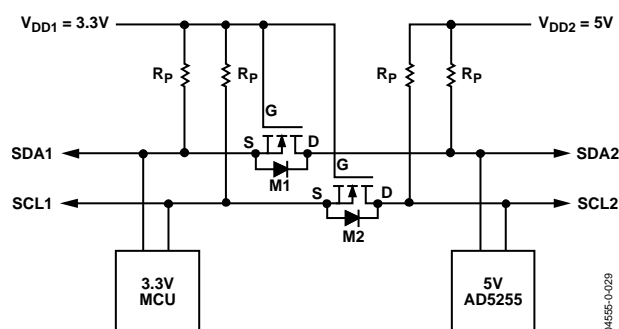 VDD1 = 3.3V
VDD2 = 5V
RP
RP
RP
RP
G
S
D
SDA1
M1
SDA2
G
S
D
SCL1
M2
SCL2
3.3V
MCU
5V
AD5255
04555-0-029